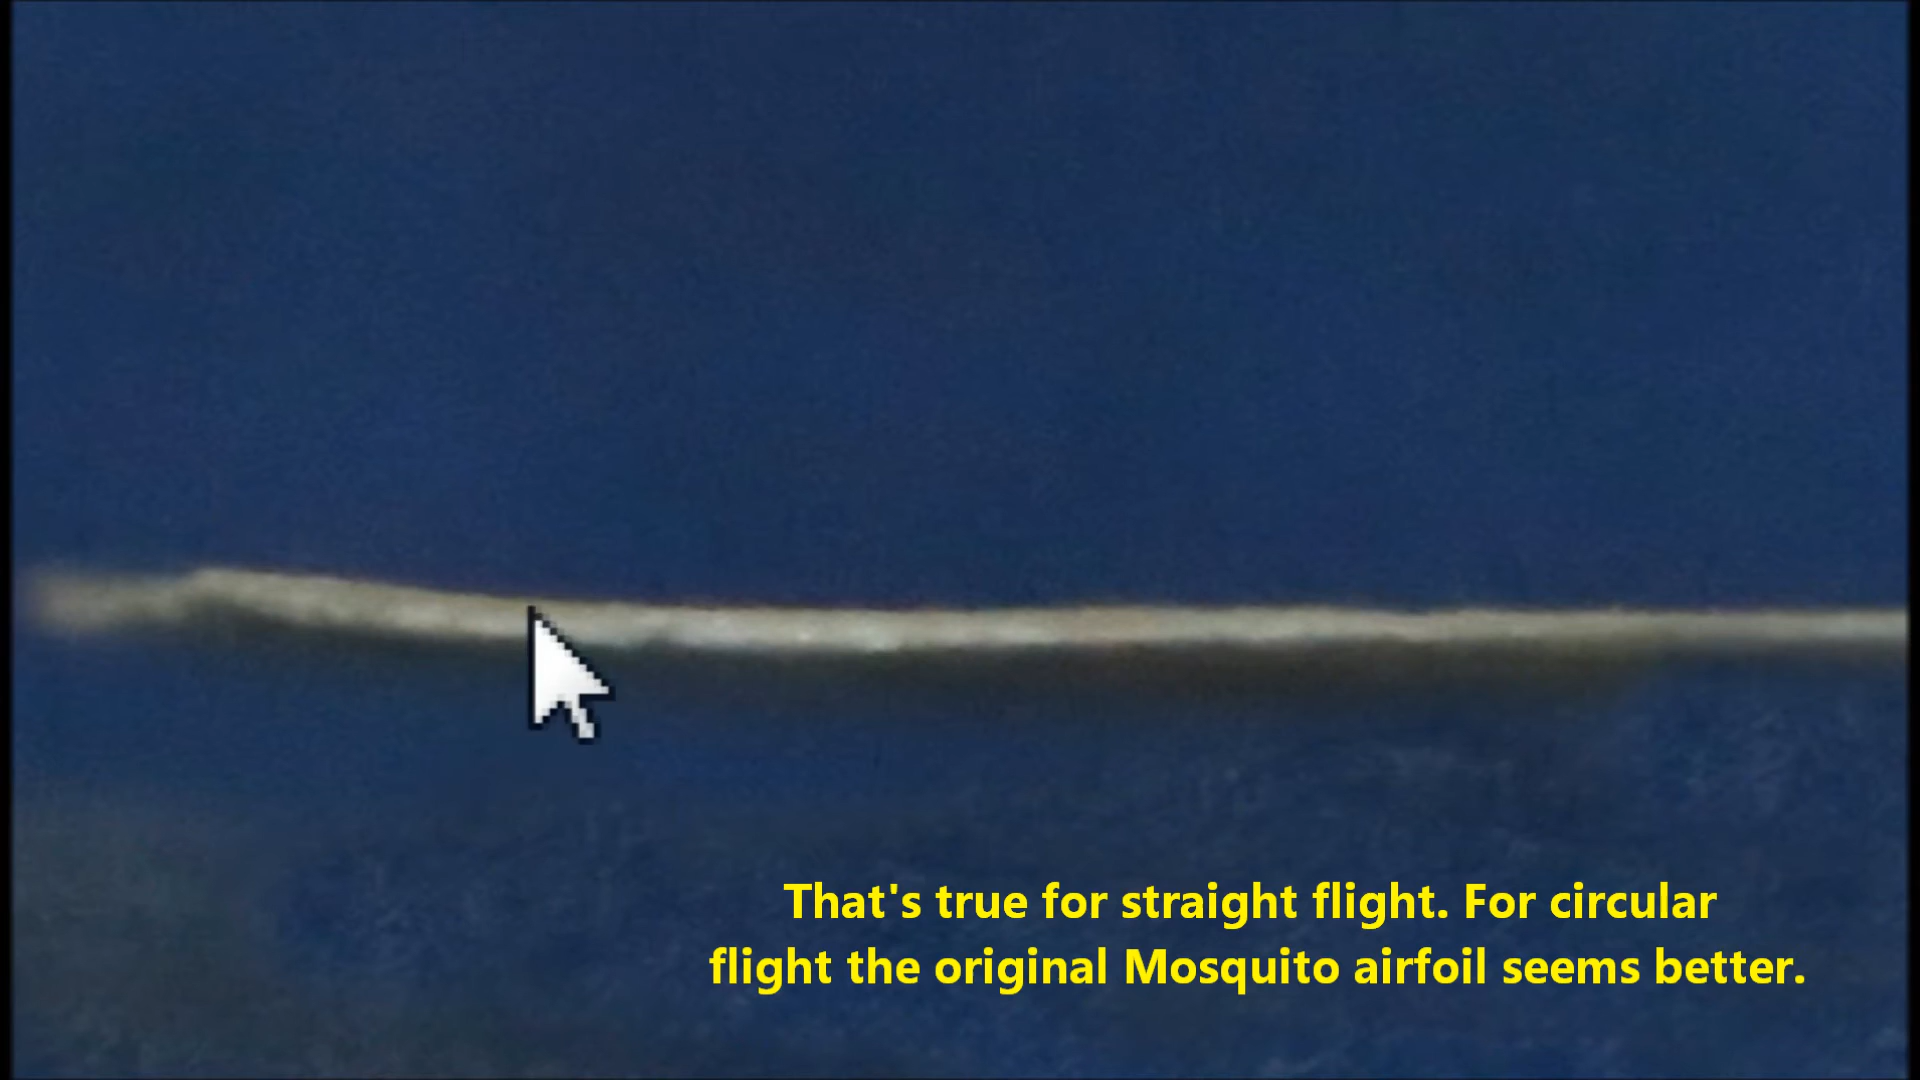 That's true for straight flight. For circular
flight the original Mosquito airfoil seems better.